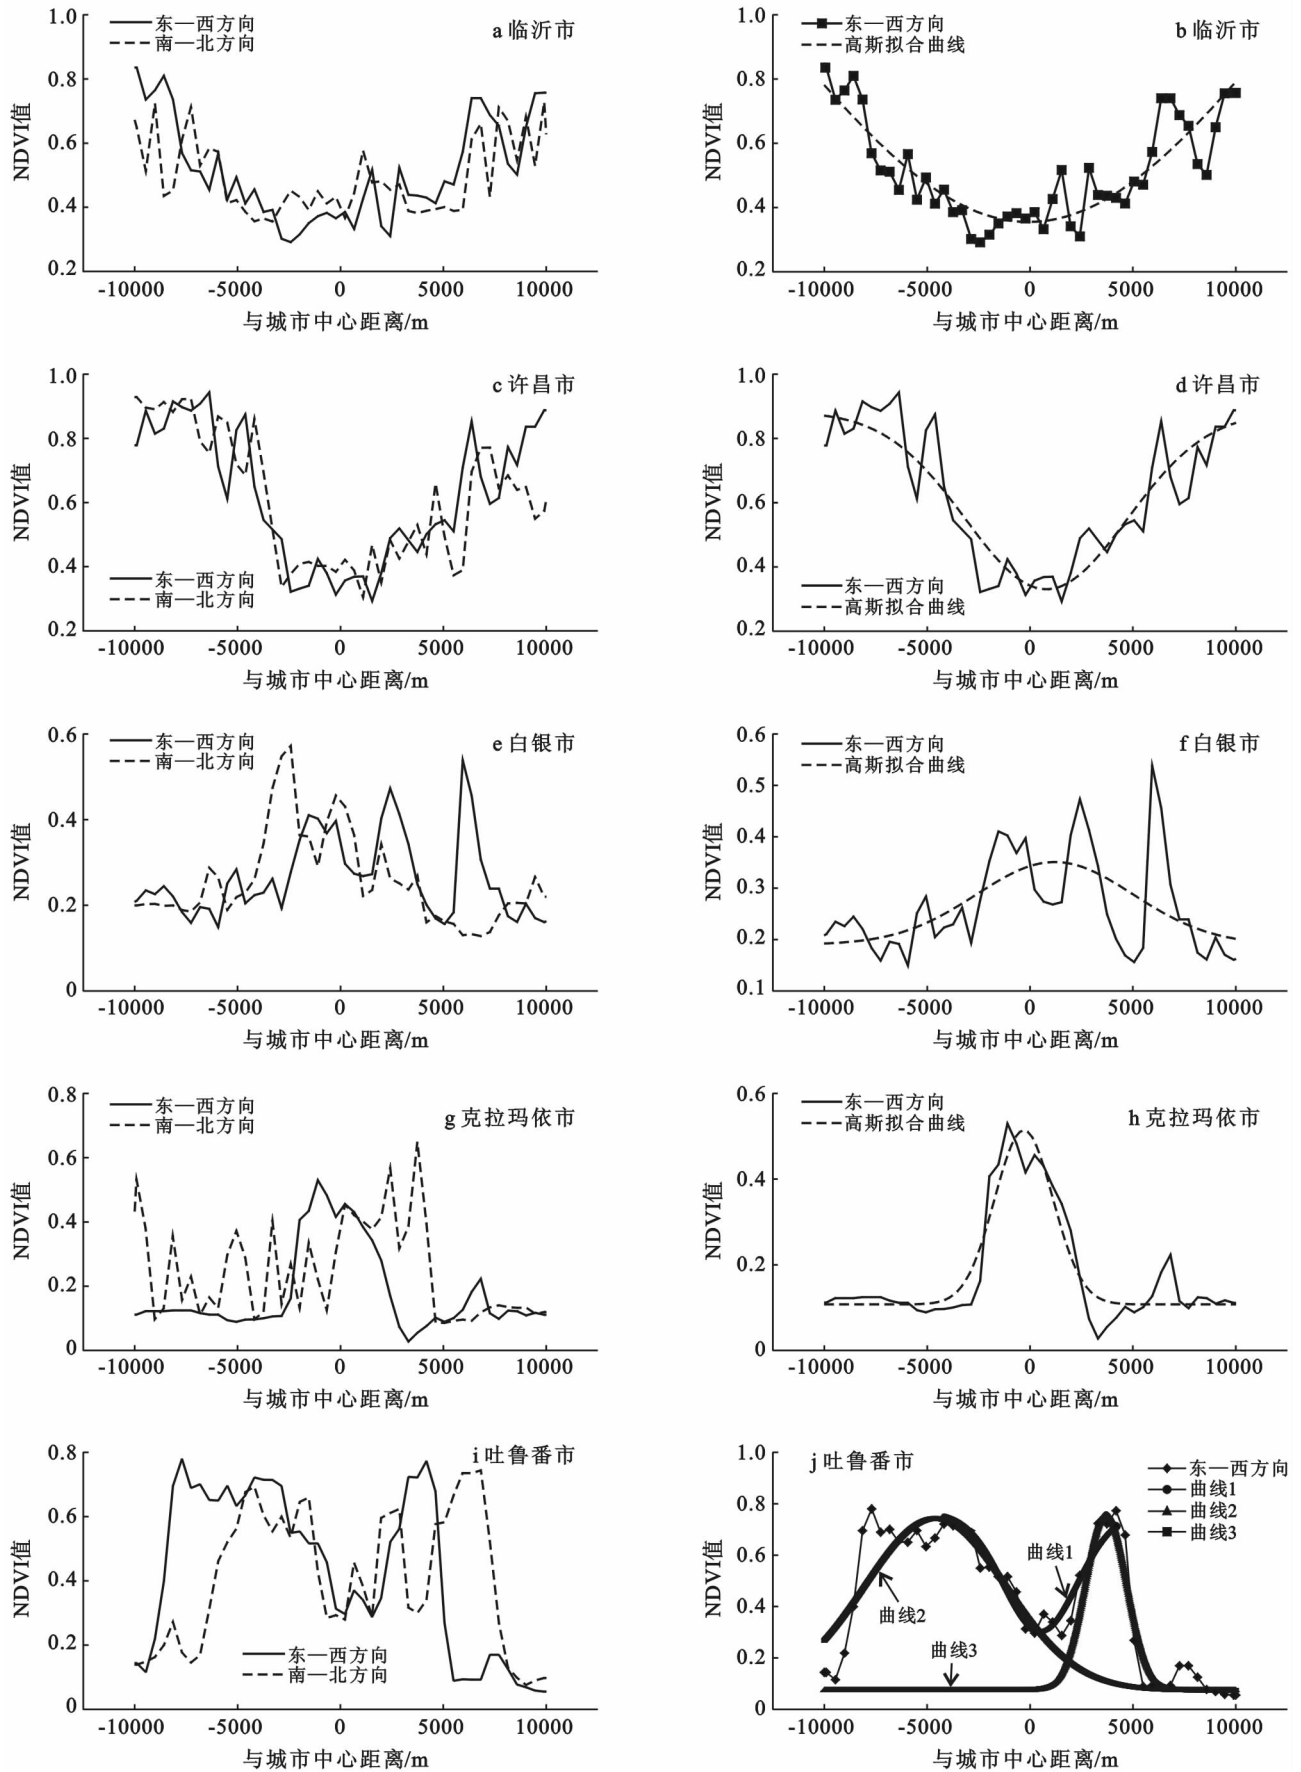 1.0
0.8
0.6
0.4
0.2
NDVI值
东—西方向
南—北方向
a 临沂市
-10000 -5000 0 5000 10000
与城市中心距离/m
1.0
0.8
0.6
0.4
0.2
NDVI值
东—西方向
高斯拟合曲线
b 临沂市
-10000 -5000 0 5000 10000
与城市中心距离/m
1.0
0.8
0.6
0.4
0.2
NDVI值
c 许昌市
东—西方向
南—北方向
-10000 -5000 0 5000 10000
与城市中心距离/m
1.0
0.8
0.6
0.4
0.2
NDVI值
d 许昌市
东—西方向
高斯拟合曲线
-10000 -5000 0 5000 10000
与城市中心距离/m
0.6
0.4
0.2
0
NDVI值
东—西方向
南—北方向
e 白银市
-10000 -5000 0 5000 10000
与城市中心距离/m
0.6
0.5
0.4
0.3
0.2
0.1
NDVI值
东—西方向
高斯拟合曲线
f 白银市
-10000 -5000 0 5000 10000
与城市中心距离/m
0.8
0.6
0.4
0.2
0
NDVI值
东—西方向
南—北方向
g 克拉玛依市
-10000 -5000 0 5000 10000
与城市中心距离/m
0.6
0.4
0.2
0
NDVI值
东—西方向
高斯拟合曲线
h 克拉玛依市
-10000 -5000 0 5000 10000
与城市中心距离/m
0.8
0.6
0.4
0.2
0
NDVI值
i 吐鲁番市
东—西方向
南—北方向
-10000 -5000 0 5000 10000
与城市中心距离/m
1.0
0.8
0.6
0.4
0.2
0
NDVI值
j 吐鲁番市
东—西方向
曲线1
曲线2
曲线3
曲线1
曲线2
曲线3
-10000 -5000 0 5000 10000
与城市中心距离/m